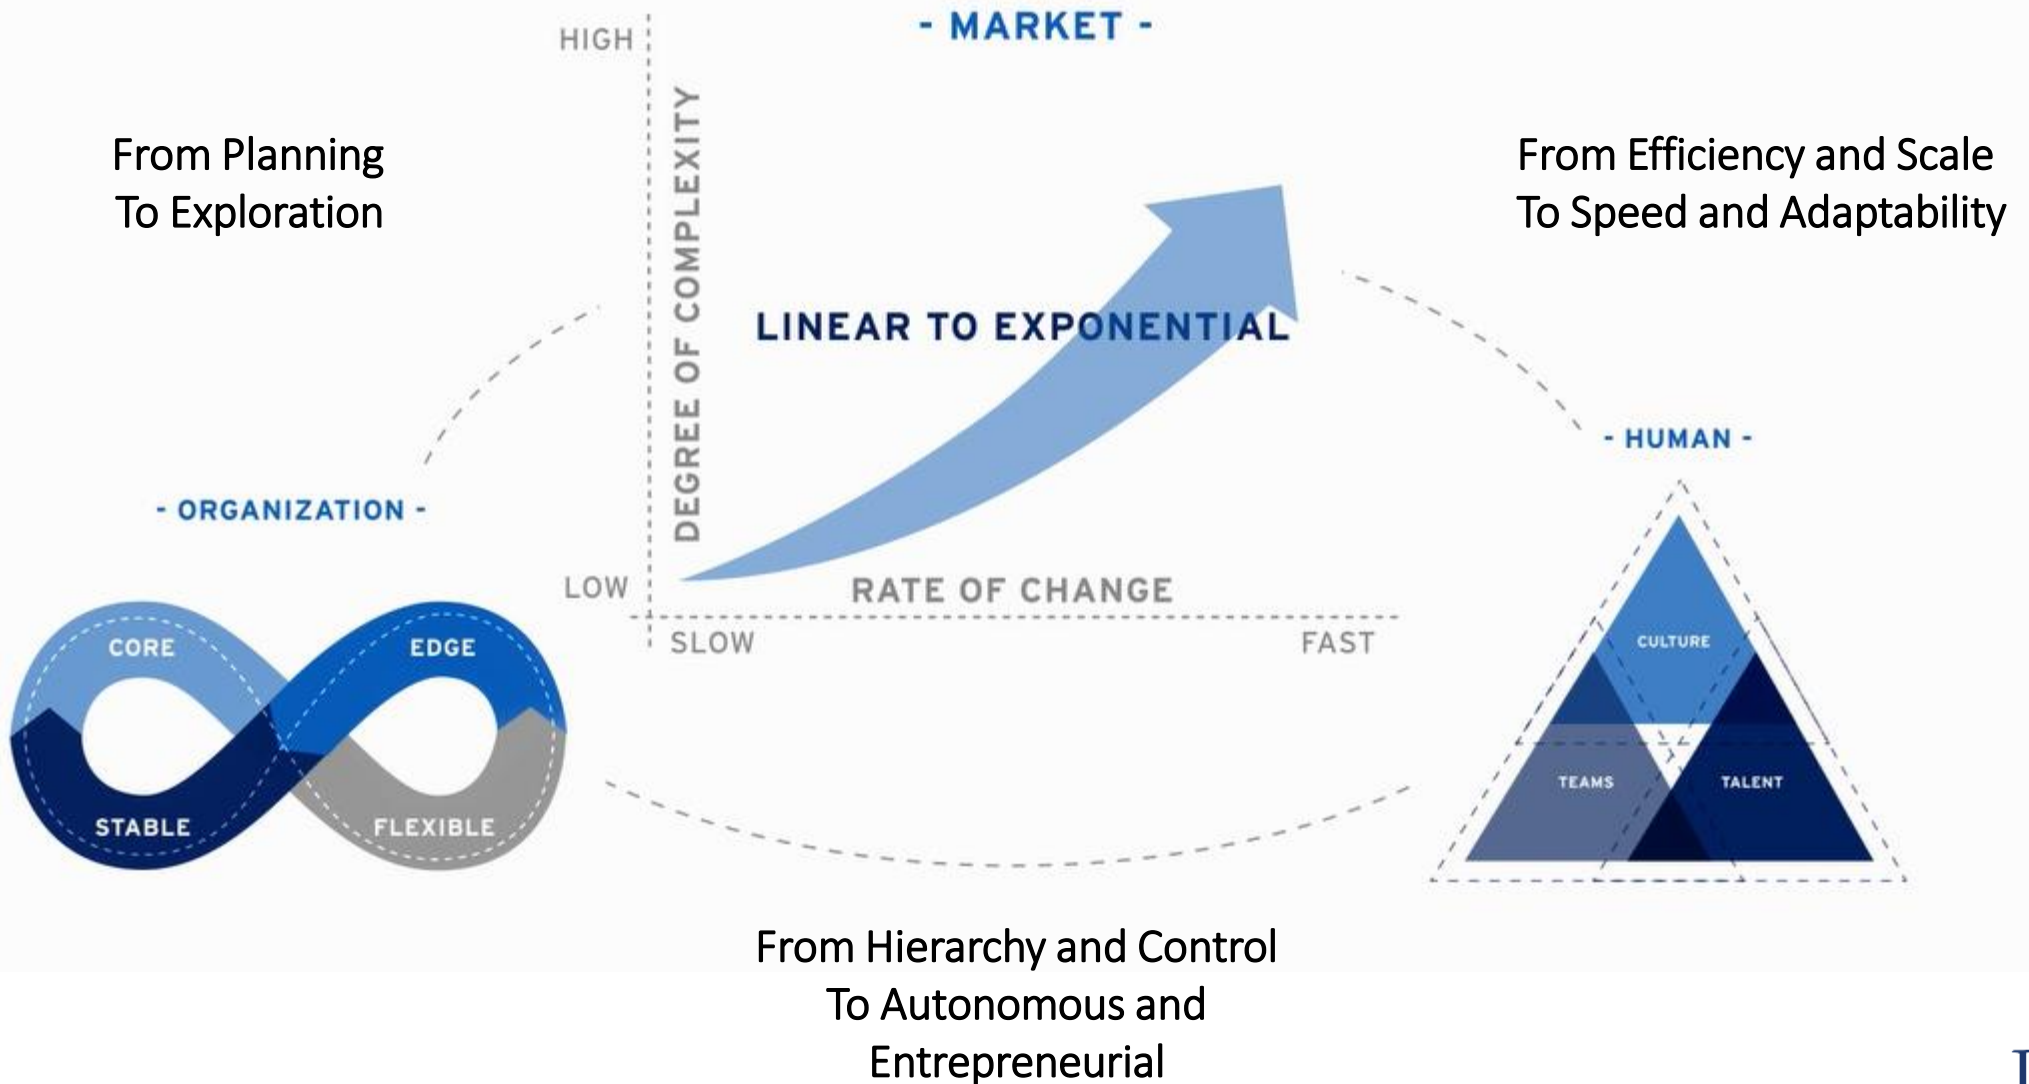 - MARKET -
HIGH
DEGREE OF COMPLEXITY
From Planning
To Exploration
From Efficiency and Scale
To Speed and Adaptability
LINEAR TO EXPONENTIAL
- HUMAN -
- ORGANIZATION -
LOW
RATE OF CHANGE
SLOW
FAST
CORE
EDGE
STABLE
FLEXIBLE
CULTURE
TEAMS
TALENT
From Hierarchy and Control
To Autonomous and
Entrepreneurial